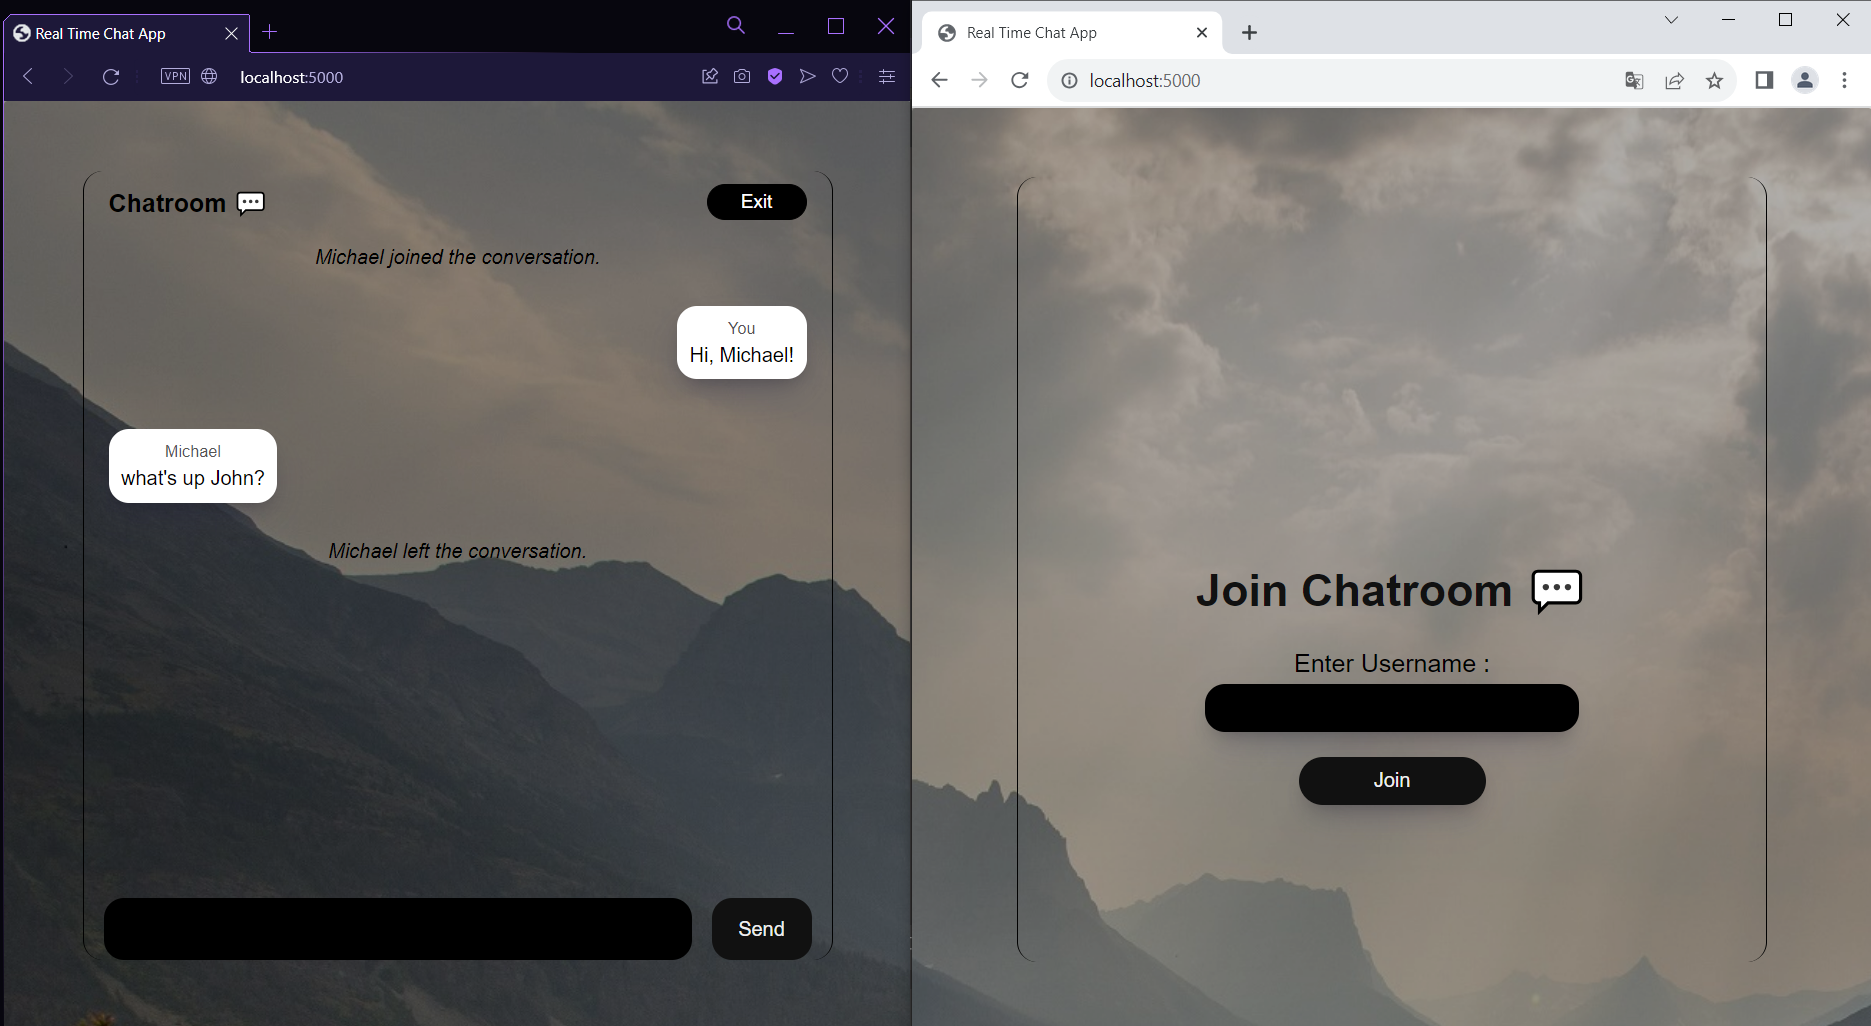 Real Time Chat App
VPN
localhost:5000
Chatroom
Exit
Michael joined the conversation.
You
Hi, Michael!
Michael
what's up John?
Michael left the conversation.
Send
Real Time Chat App
localhost:5000
Join Chatroom
Enter Username :
Join